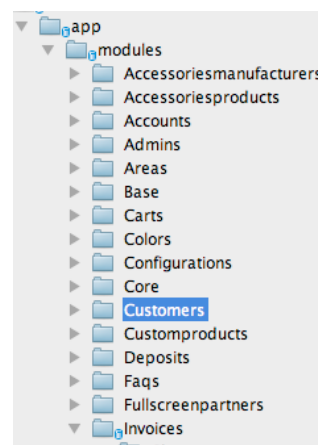 app
modules
Accessoriesmanufacturers
Accessoriesproducts
Accounts
Admins
Areas
Base
Carts
Colors
Configurations
Core
Customers
Customproducts
Deposits
Faqs
Fullscreenpartners
Invoices